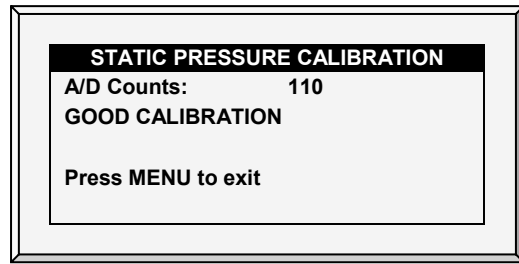 STATIC PRESSURE CALIBRATION
A/D Counts: 110
GOOD CALIBRATION
Press MENU to exit